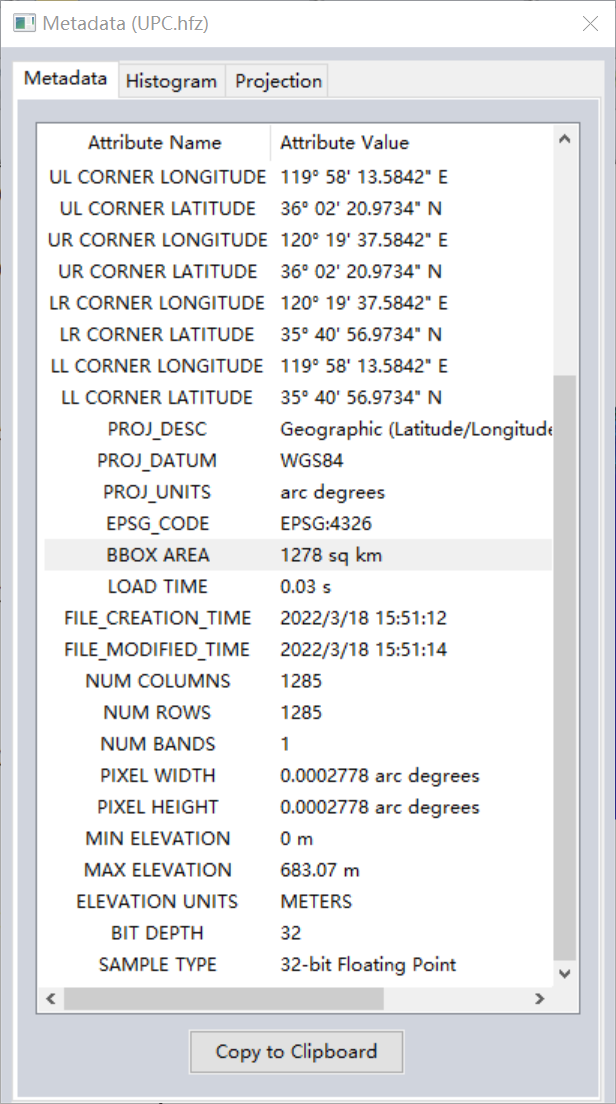 Metadata (UPC.hfz)
Metadata Histogram Projection
Attribute Name Attribute Value
UL CORNER LONGITUDE 119° 58' 13.5842" E
UL CORNER LATITUDE 36° 02' 20.9734" N
UR CORNER LONGITUDE 120° 19' 37.5842" E
UR CORNER LATITUDE 36° 02' 20.9734" N
LR CORNER LONGITUDE 120° 19' 37.5842" E
LR CORNER LATITUDE 35° 40' 56.9734" N
LL CORNER LONGITUDE 119° 58' 13.5842" E
LL CORNER LATITUDE 35° 40' 56.9734" N
PROJ_DESC Geographic (Latitude/Longitude
PROJ_DATUM WGS84
PROJ_UNITS arc degrees
EPSG_CODE EPSG:4326
BBOX AREA 1278 sq km
LOAD TIME 0.03 s
FILE_CREATION_TIME 2022/3/18 15:51:12
FILE_MODIFIED_TIME 2022/3/18 15:51:14
NUM COLUMNS 1285
NUM ROWS 1285
NUM BANDS 1
PIXEL WIDTH 0.0002778 arc degrees
PIXEL HEIGHT 0.0002778 arc degrees
MIN ELEVATION 0 m
MAX ELEVATION 683.07 m
ELEVATION UNITS METERS
BIT DEPTH 32
SAMPLE TYPE 32-bit Floating Point
Copy to Clipboard